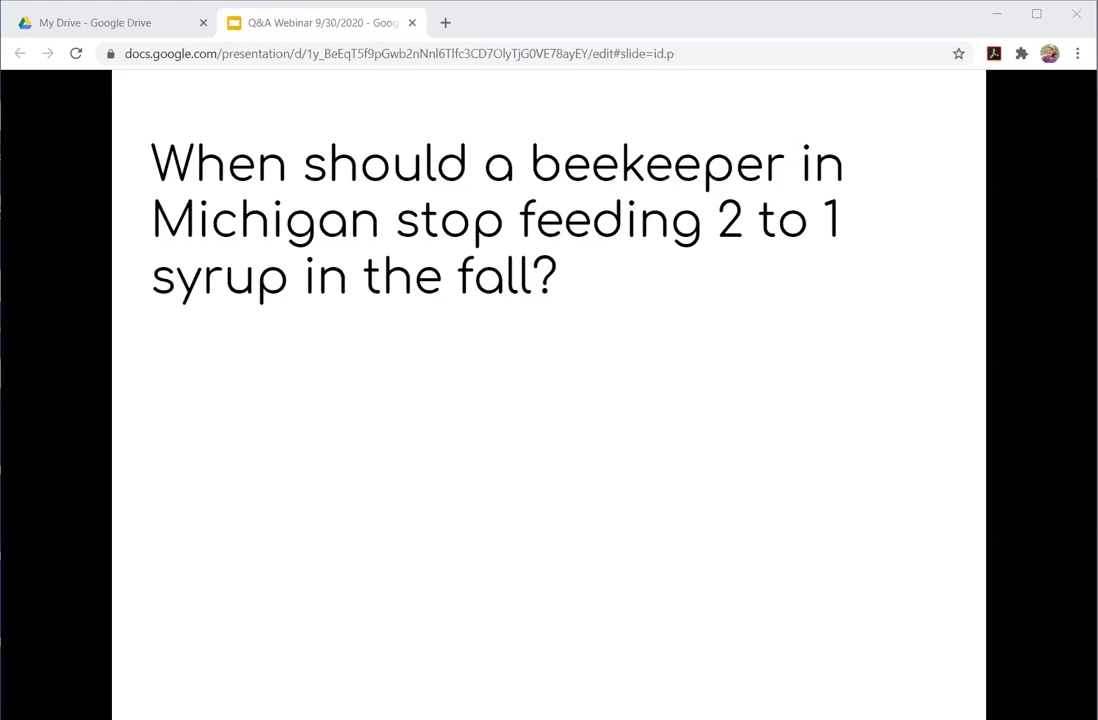 My Drive - Google Drive
Q&A Webinar 9/30/2020 - Goog
docs.google.com/presentation/d/1y_BeEqT5f9pGwb2nNnl6Tlfc3CD7OlyTjG0VE78ayEY/edit#slide=id.p
When should a beekeeper in
Michigan stop feeding 2 to 1
syrup in the fall?